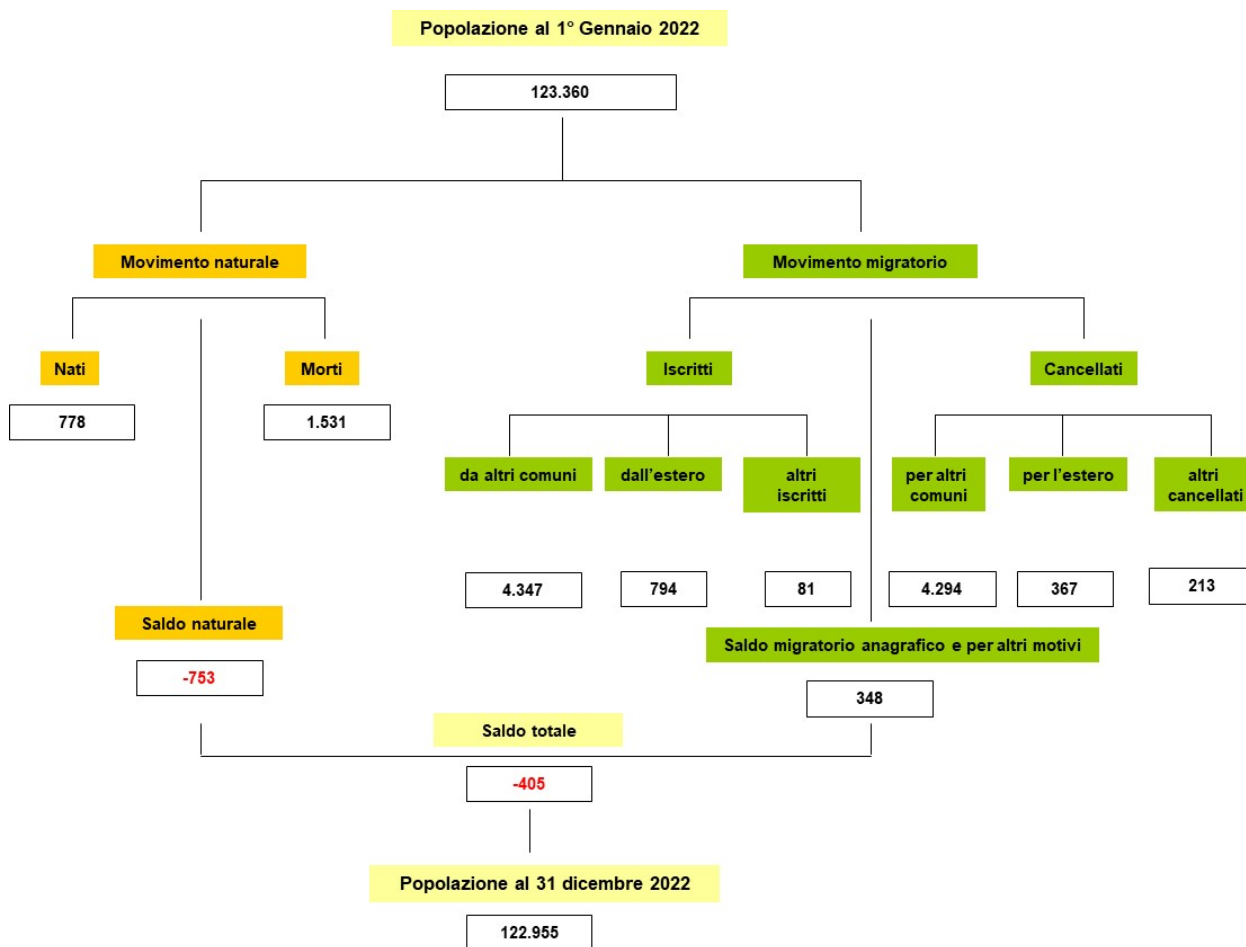 Popolazione al 1° Gennaio 2022
123.360
Movimento naturale
Movimento migratorio
Nati
Morti
Iscritti
Cancellati
778
1.531
da altri comuni
dall'estero
altri
iscritti
per altri
comuni
per l'estero
altri
cancellati
4.347
794
81
4.294
367
213
Saldo naturale
Saldo migratorio anagrafico e per altri motivi
-753
348
Saldo totale
-405
Popolazione al 31 dicembre 2022
122.955